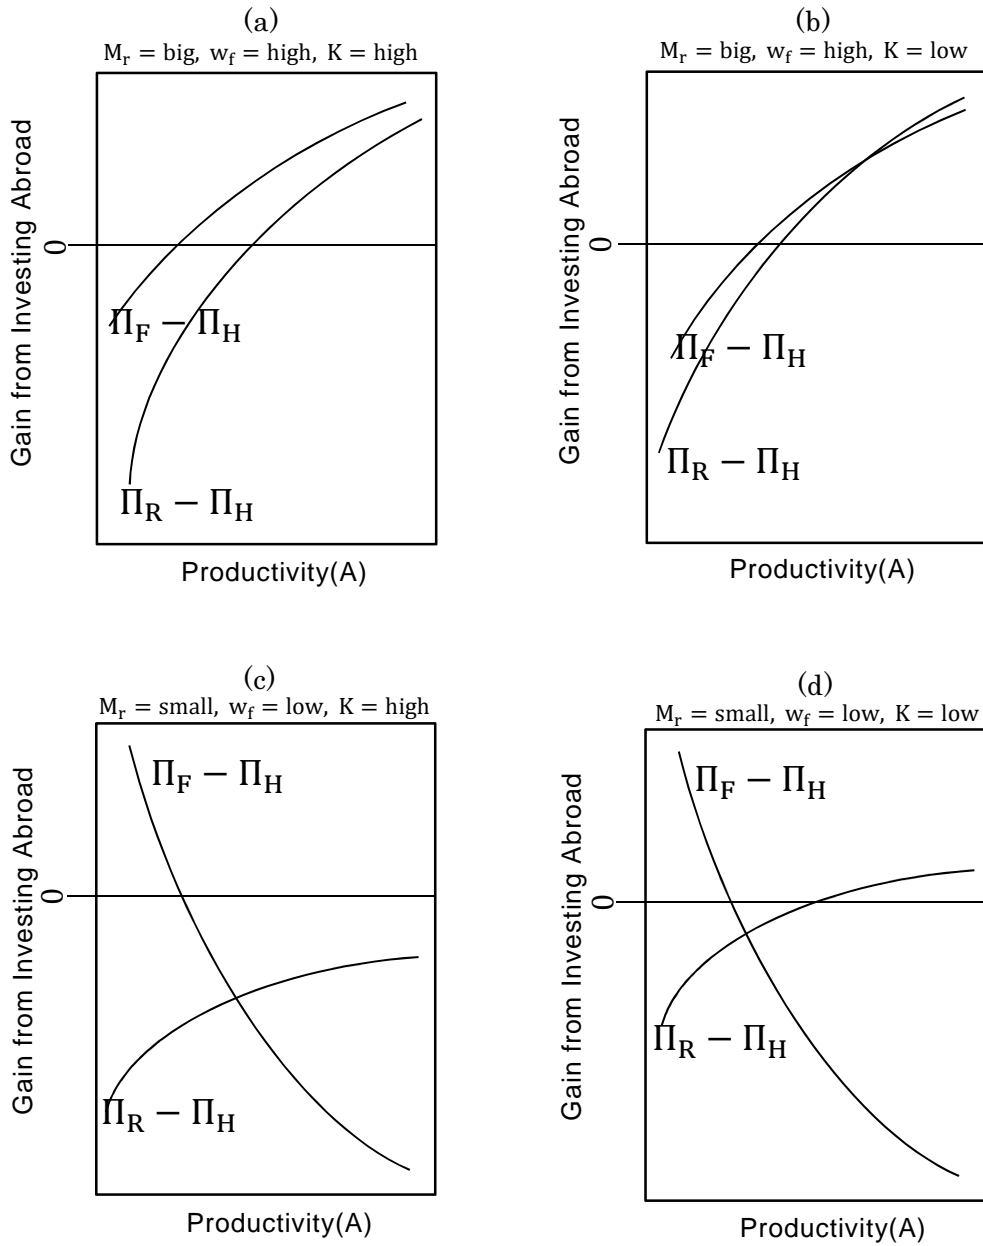 (a)
M_r = big, w_f = high, K = high
Gain from Investing Abroad
0
Π_F − Π_H
Π_R − Π_H
Productivity(A)
(b)
M_r = big, w_f = high, K = low
Gain from Investing Abroad
0
Π_F − Π_H
Π_R − Π_H
Productivity(A)
(c)
M_r = small, w_f = low, K = high
Gain from Investing Abroad
Π_F − Π_H
0
Π_R − Π_H
Productivity(A)
(d)
M_r = small, w_f = low, K = low
Gain from Investing Abroad
Π_F − Π_H
0
Π_R − Π_H
Productivity(A)